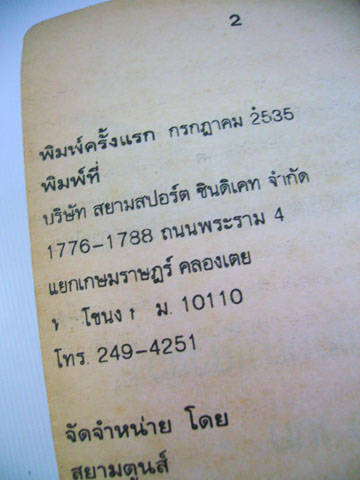 2
พิมพ์ครั้งแรก กรกฎาคม 2535
พิมพ์ที่
บริษัท สยามสปอร์ต ซินดิเคท จำกัด
1776-1788 ถนนพระราม 4
แยกเกษมราษฎร์ คลองเตย
โขนง ม. 10110
โทร. 249-4251
จัดจำหน่าย โดย
สยามตูนส์